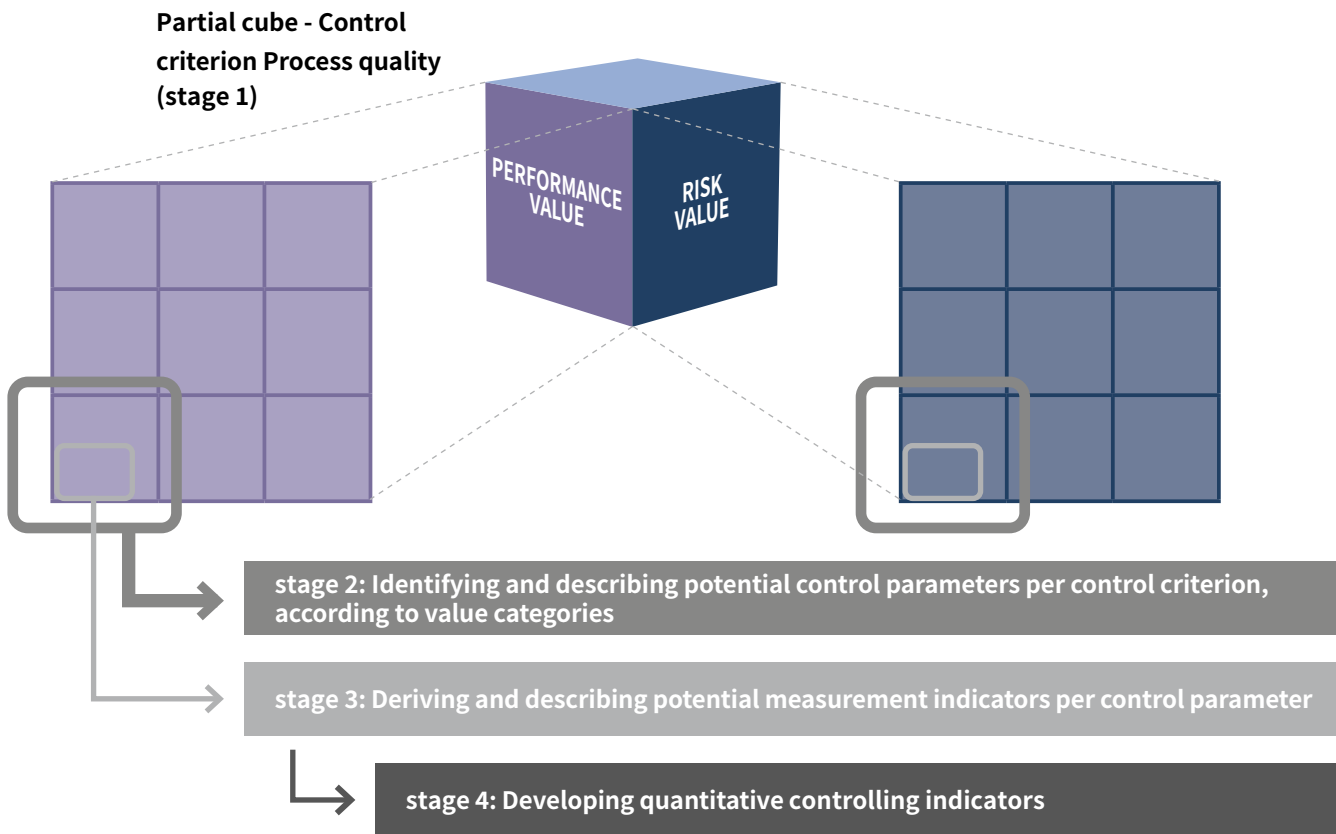 Partial cube - Control
criterion Process quality
(stage 1)
PERFORMANCE
VALUE
RISK
VALUE
stage 2: Identifying and describing potential control parameters per control criterion,
according to value categories
stage 3: Deriving and describing potential measurement indicators per control parameter
stage 4: Developing quantitative controlling indicators